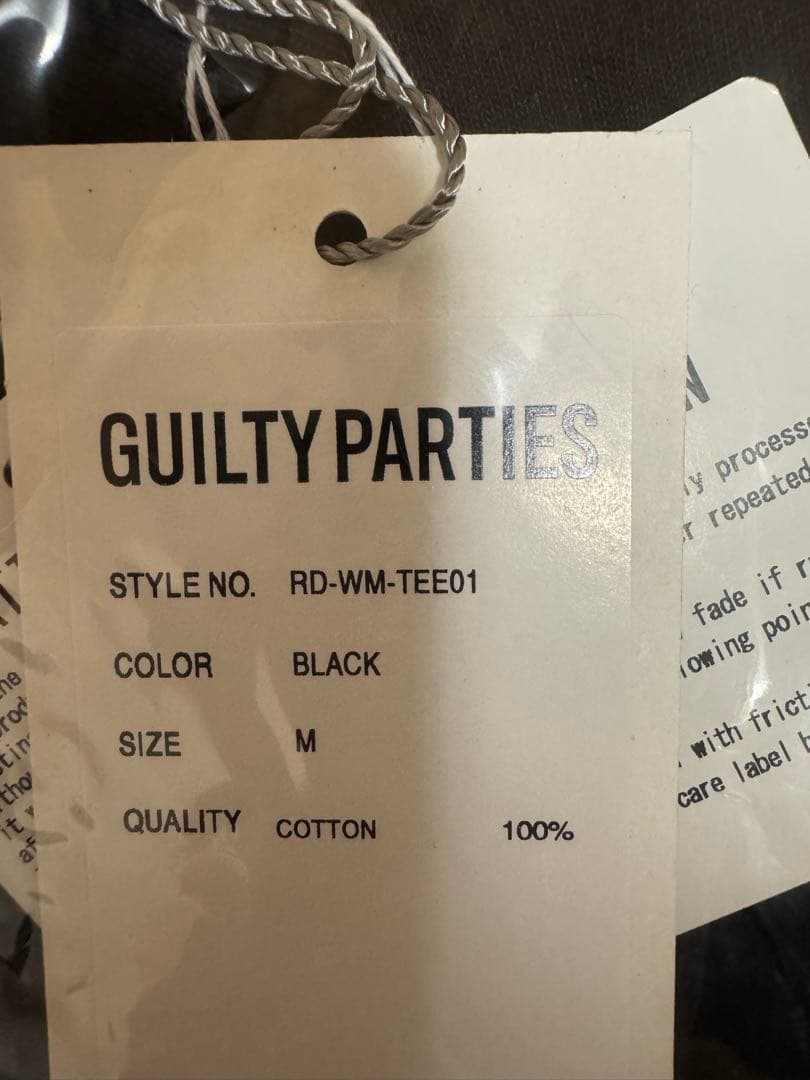 GUILTY PARTIES
STYLE NO. RD-WM-TEE01
COLOR BLACK
SIZE M
QUALITY COTTON 100%
processe
repeated
fade if
owing poin
with fricti
care label